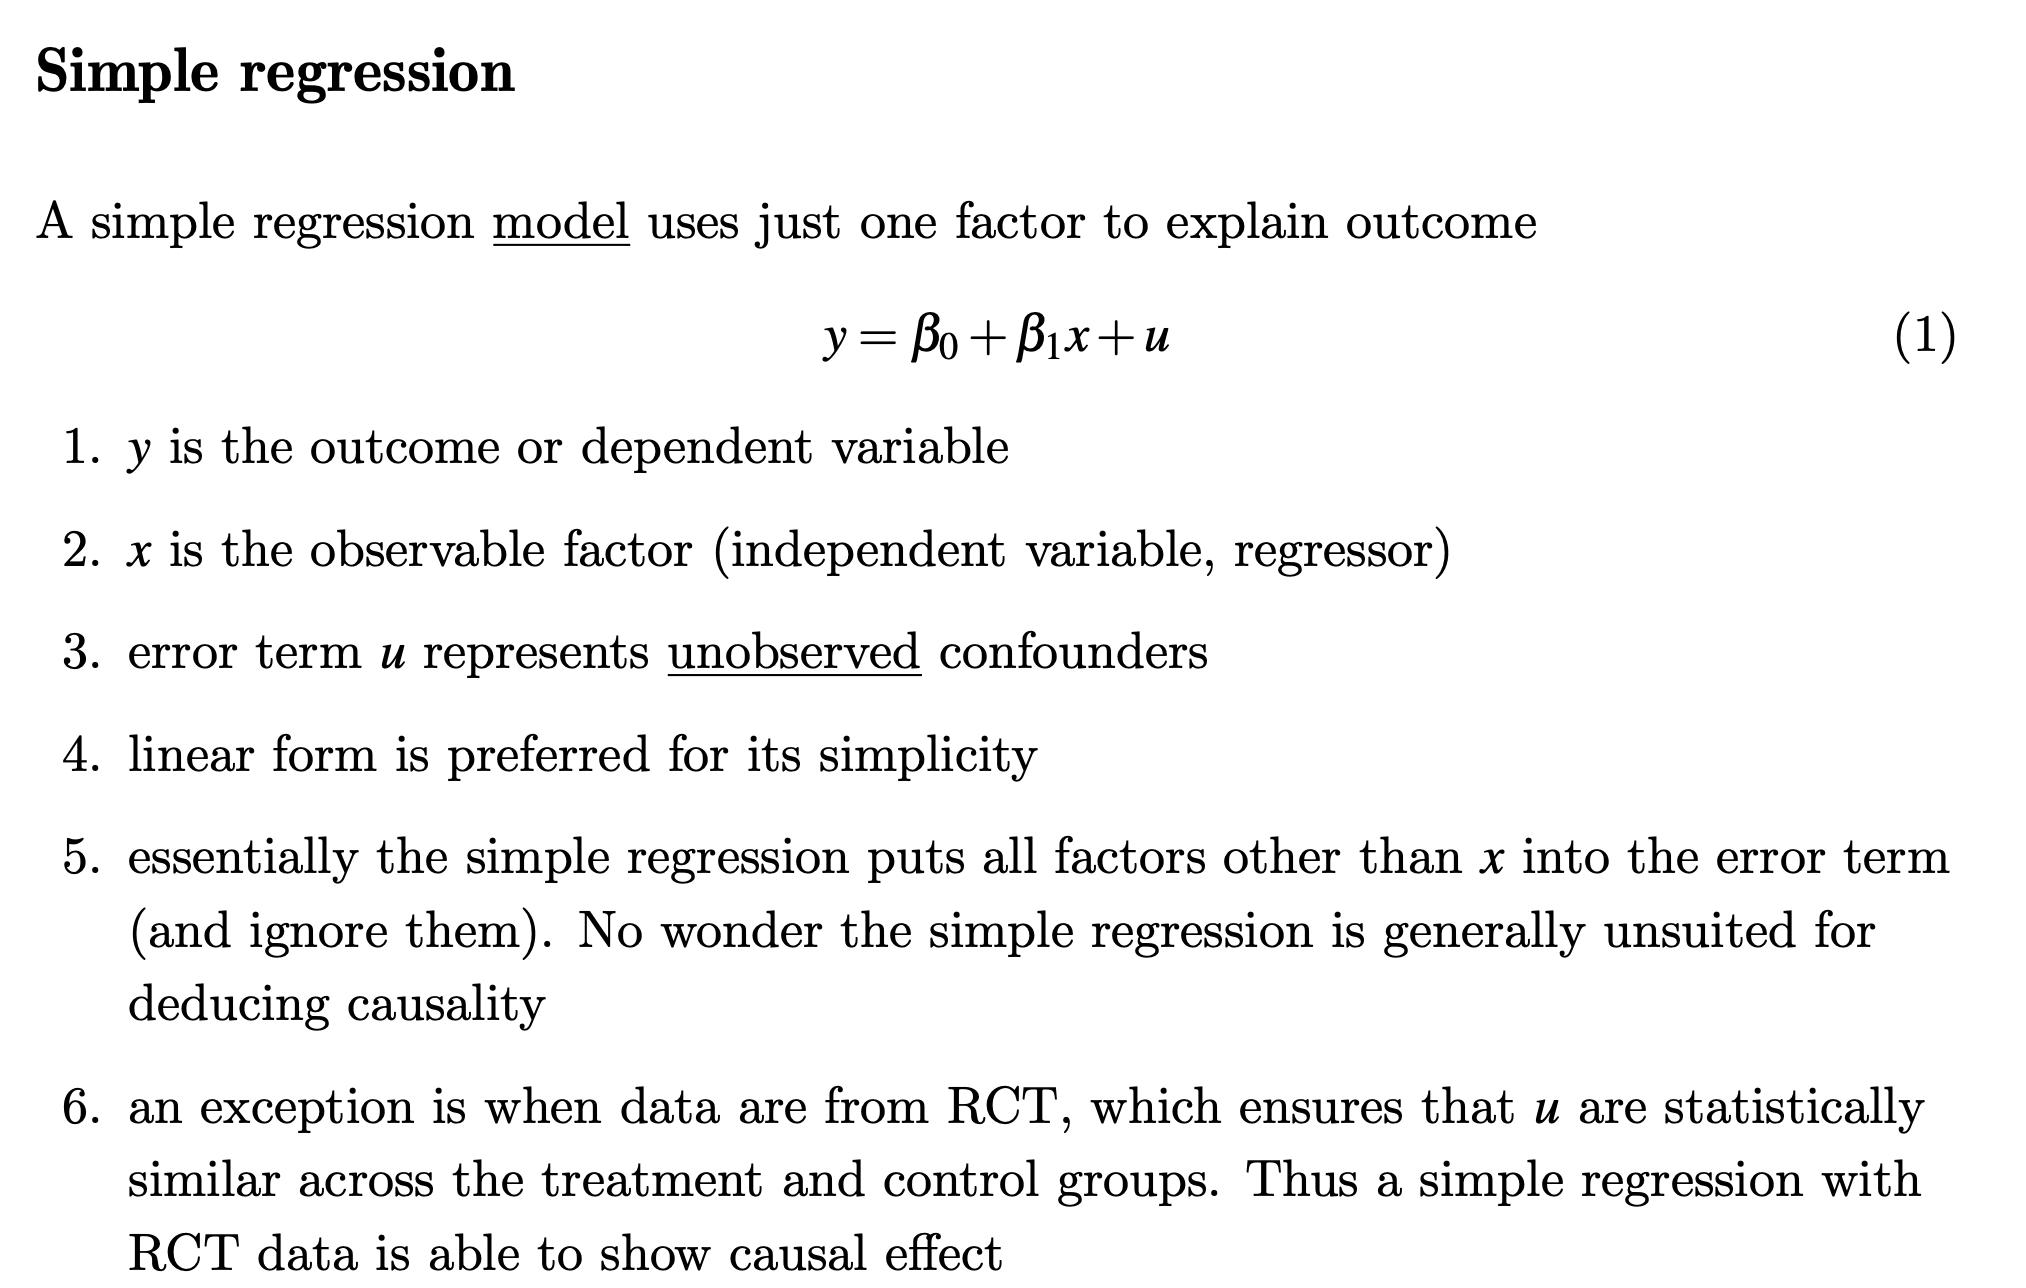 Simple regression
A simple regression model uses just one factor to explain outcome
y = β₀ + β₁x + u (1)
1. y is the outcome or dependent variable
2. x is the observable factor (independent variable, regressor)
3. error term u represents unobserved confounders
4. linear form is preferred for its simplicity
5. essentially the simple regression puts all factors other than x into the error term
(and ignore them). No wonder the simple regression is generally unsuited for
deducing causality
6. an exception is when data are from RCT, which ensures that u are statistically
similar across the treatment and control groups. Thus a simple regression with
RCT data is able to show causal effect